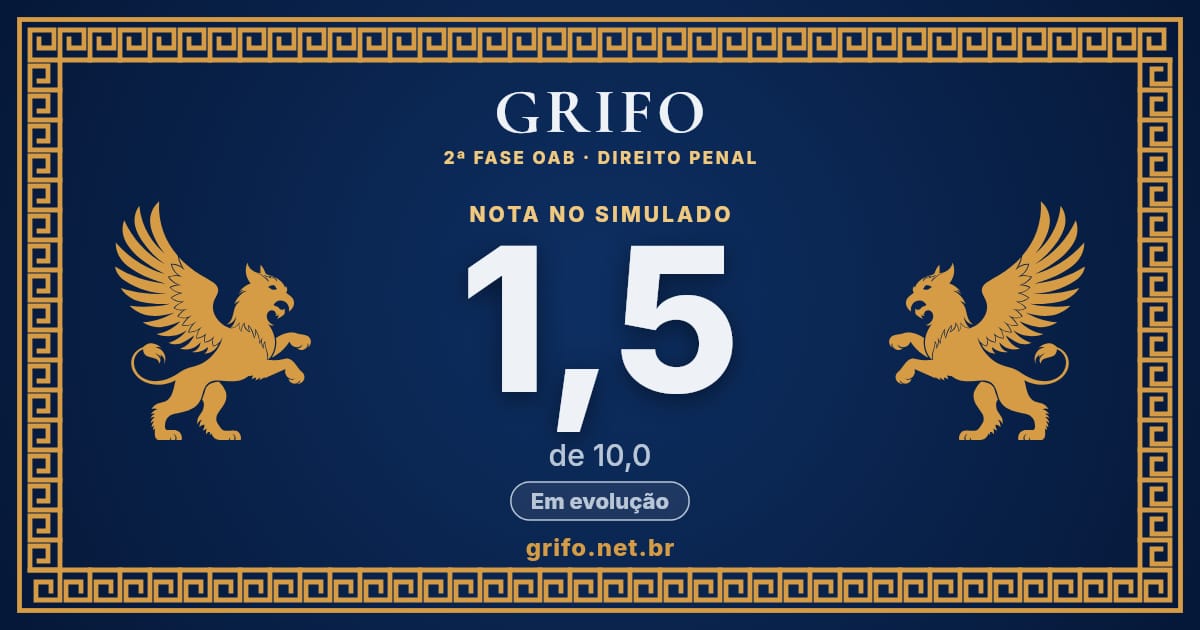 GRIFO
2ª FASE OAB · DIREITO PENAL
NOTA NO SIMULADO
1,5
de 10,0
Em evolução
grifo.net.br